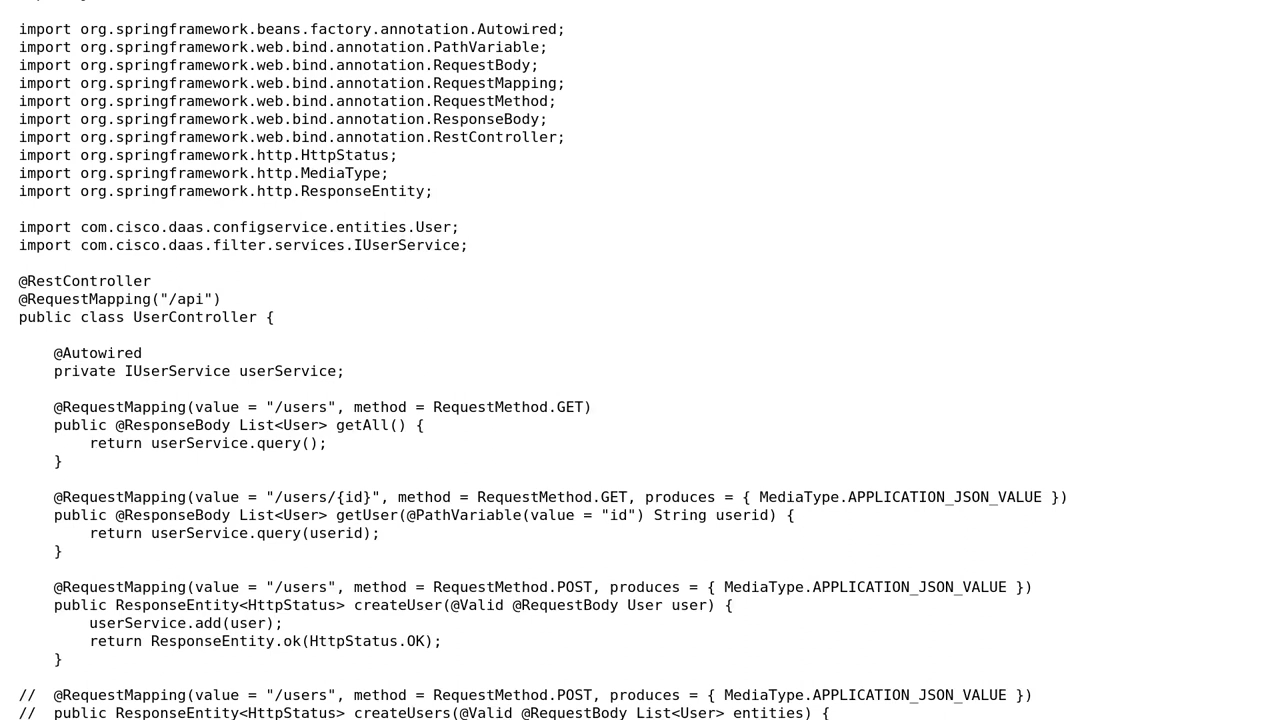 import org.springframework.beans.factory.annotation.Autowired;
import org.springframework.web.bind.annotation.PathVariable;
import org.springframework.web.bind.annotation.RequestBody;
import org.springframework.web.bind.annotation.RequestMapping;
import org.springframework.web.bind.annotation.RequestMethod;
import org.springframework.web.bind.annotation.ResponseBody;
import org.springframework.web.bind.annotation.RestController;
import org.springframework.http.HttpStatus;
import org.springframework.http.MediaType;
import org.springframework.http.ResponseEntity;

import com.cisco.daas.configservice.entities.User;
import com.cisco.daas.filter.services.IUserService;

@RestController
@RequestMapping("/api")
public class UserController {

    @Autowired
    private IUserService userService;

    @RequestMapping(value = "/users", method = RequestMethod.GET)
    public @ResponseBody List<User> getAll() {
        return userService.query();
    }

    @RequestMapping(value = "/users/{id}", method = RequestMethod.GET, produces = { MediaType.APPLICATION_JSON_VALUE })
    public @ResponseBody List<User> getUser(@PathVariable(value = "id") String userid) {
        return userService.query(userid);
    }

    @RequestMapping(value = "/users", method = RequestMethod.POST, produces = { MediaType.APPLICATION_JSON_VALUE })
    public ResponseEntity<HttpStatus> createUser(@Valid @RequestBody User user) {
        userService.add(user);
        return ResponseEntity.ok(HttpStatus.OK);
    }

//  @RequestMapping(value = "/users", method = RequestMethod.POST, produces = { MediaType.APPLICATION_JSON_VALUE })
//  public ResponseEntity<HttpStatus> createUsers(@Valid @RequestBody List<User> entities) {